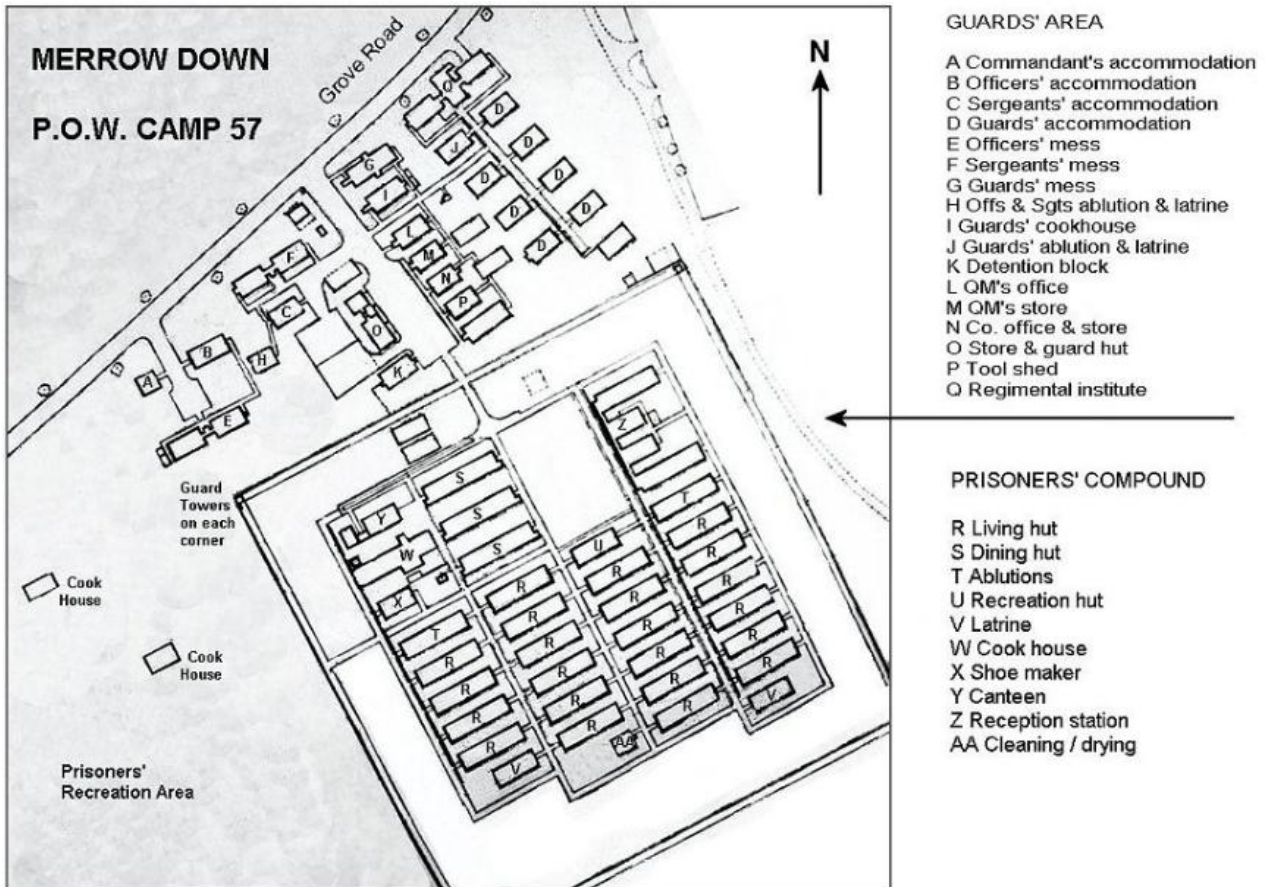 MERROW DOWN
P.O.W. CAMP 57
Grove Road
N
Q
D
D
J
D
D
G
I
D
D
D
L
M
N
P
F
C
O
B
H
K
A
E
Guard
Towers
on each
corner
Cook
House
Cook
House
Prisoners'
Recreation Area
Y
W
X
T
R
R
R
R
V
S
S
S
R
R
R
R
R
R
AA
U
R
R
R
R
R
R
Z
T
R
R
R
R
R
R
V
GUARDS' AREA
A Commandant's accommodation
B Officers' accommodation
C Sergeants' accommodation
D Guards' accommodation
E Officers' mess
F Sergeants' mess
G Guards' mess
H Offs & Sgts ablution & latrine
I Guards' cookhouse
J Guards' ablution & latrine
K Detention block
L QM's office
M QM's store
N Co. office & store
O Store & guard hut
P Tool shed
Q Regimental institute
PRISONERS' COMPOUND
R Living hut
S Dining hut
T Ablutions
U Recreation hut
V Latrine
W Cook house
X Shoe maker
Y Canteen
Z Reception station
AA Cleaning / drying